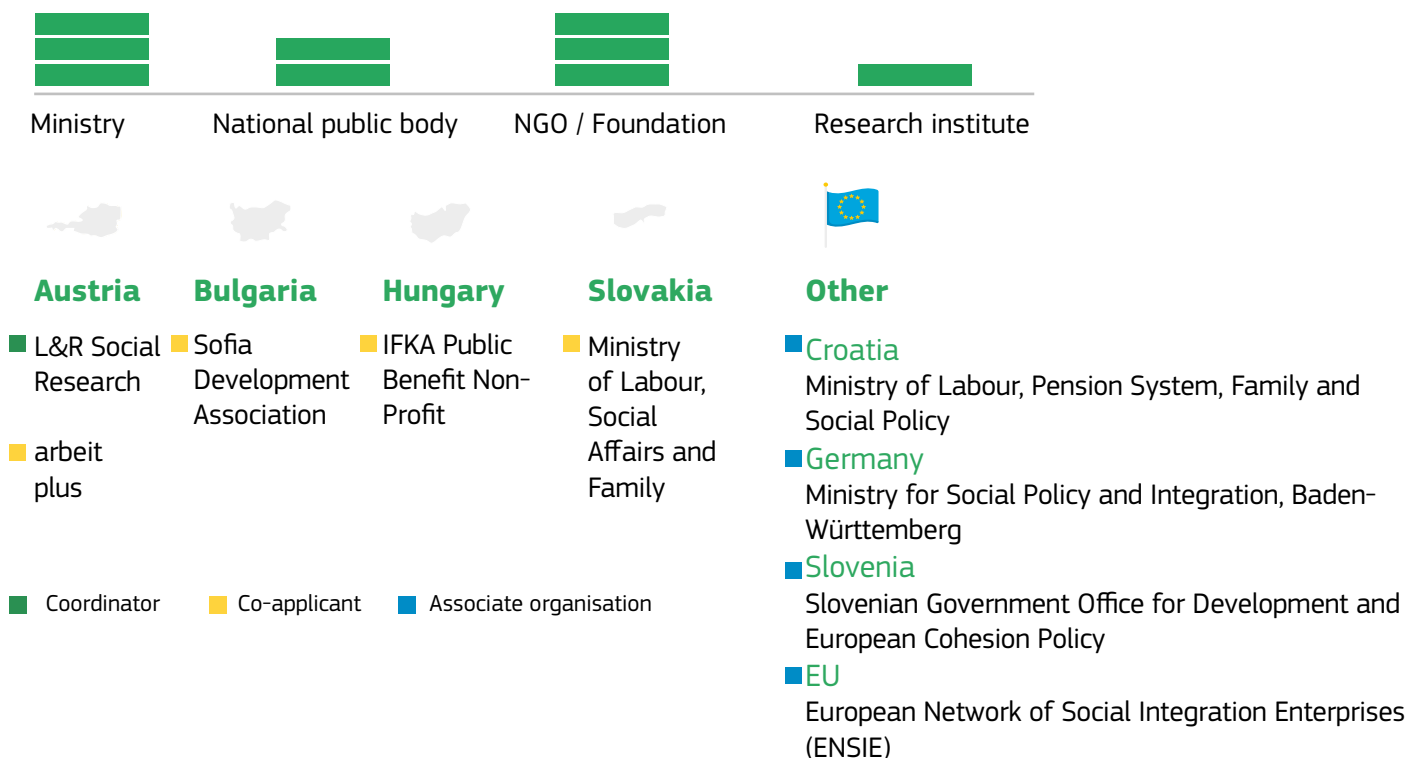 Ministry
National public body
NGO / Foundation
Research institute
Austria
L&R Social
Research
arbeit
plus
Bulgaria
Sofia
Development
Association
Hungary
IFKA Public
Benefit Non-
Profit
Slovakia
Ministry
of Labour,
Social
Affairs and
Family
Other
Croatia
Ministry of Labour, Pension System, Family and
Social Policy
Germany
Ministry for Social Policy and Integration, Baden-
Württemberg
Slovenia
Slovenian Government Office for Development and
European Cohesion Policy
EU
European Network of Social Integration Enterprises
(ENSIE)
Coordinator
Co-applicant
Associate organisation